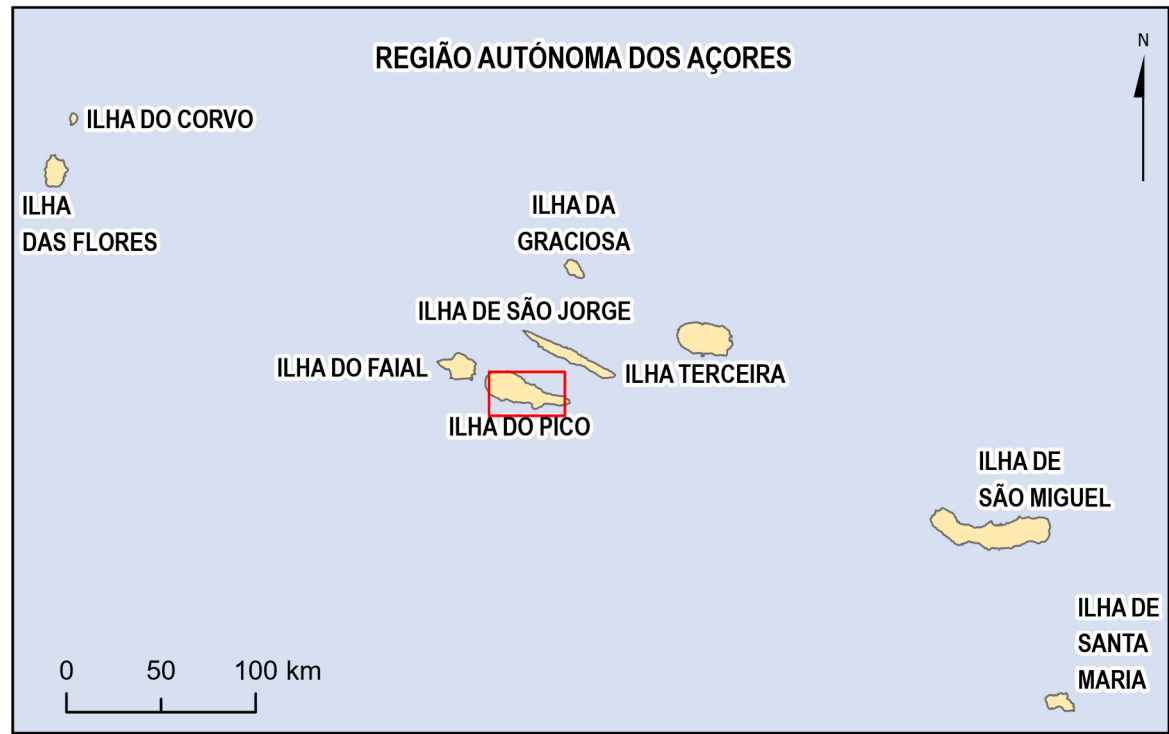 REGIÃO AUTÓNOMA DOS AÇORES
N
ILHA DO CORVO
ILHA
DAS FLORES
ILHA DA
GRACIOSA
ILHA DE SÃO JORGE
ILHA DO FAIAL
ILHA TERCEIRA
ILHA DO PICO
ILHA DE
SÃO MIGUEL
ILHA DE
SANTA
MARIA
0 50 100 km